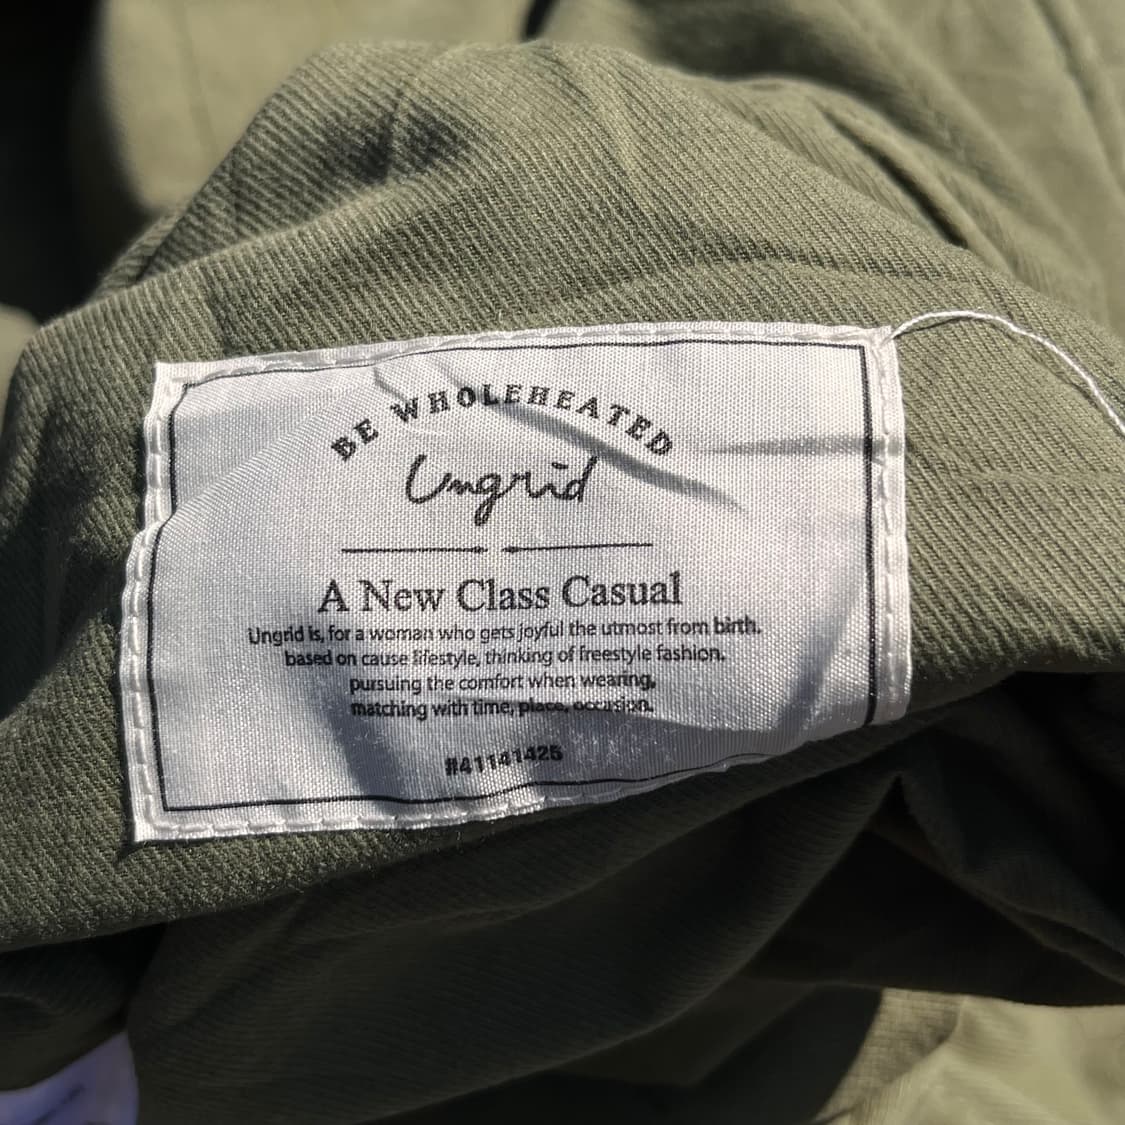 BE WHOLEHEATED
Ungrid
A New Class Casual
Ungrid is, for a woman who gets joyful the utmost from birth.
based on cause lifestyle, thinking of freestyle fashion.
pursuing the comfort when wearing,
matching with time, place, occasion.
#41141425